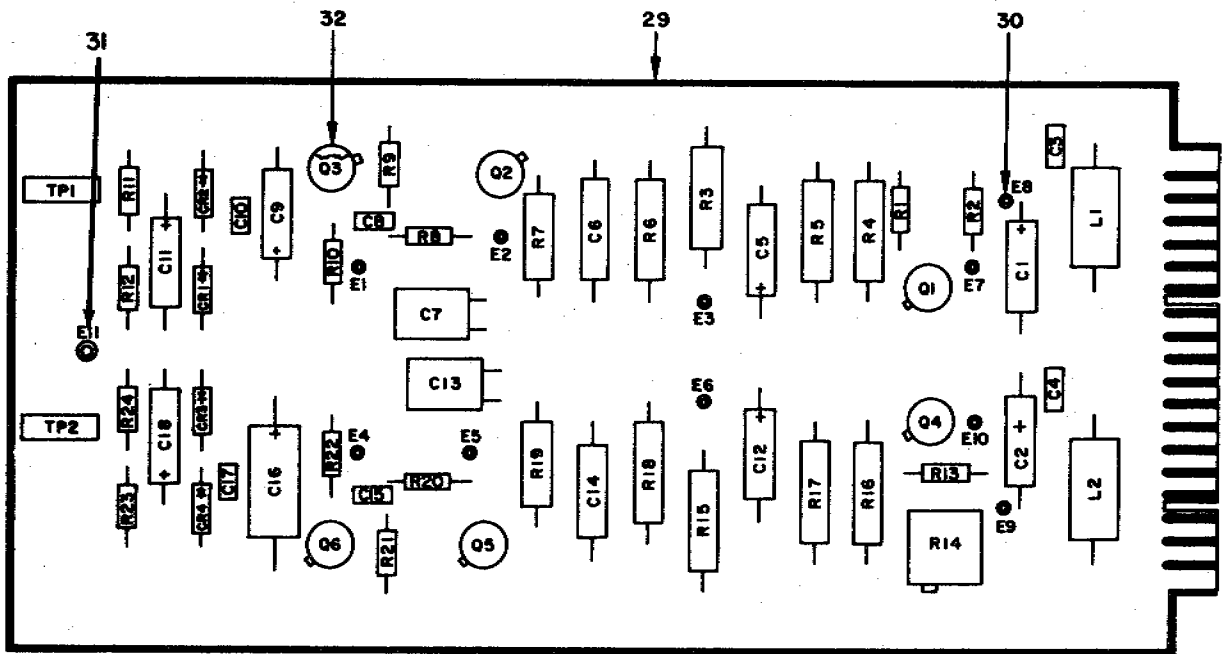 31
32
29
30
TP1
R11
CR2
C10
C9
Q3
R9
Q2
C8
R8
E2
R7
C6
R6
R3
C5
R5
R4
R1
R2
E8
C3
L1
R12
C11
CR1
R10
E1
C7
E3
Q1
E7
C1
E11
C13
E6
TP2
R24
C18
CR3
C16
R22
E4
E5
R19
C14
R18
C12
R17
R16
Q4
E10
C2
C4
L2
R23
CR4
C17
C15
R20
R15
R13
E9
Q6
R21
Q5
R14